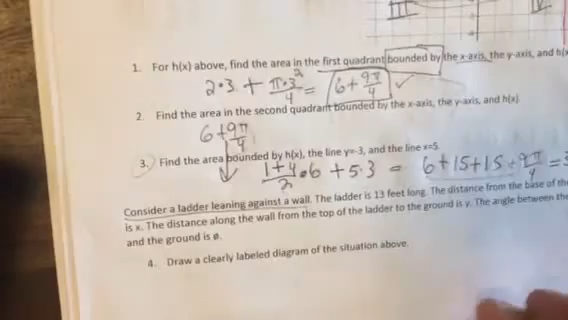 III
1. For h(x) above, find the area in the first quadrant bounded by the x-axis, the y-axis, and h(x
2·3 + π·3²/4 = 6+9π/4 ✓
2. Find the area in the second quadrant bounded by the x-axis, the y-axis, and h(x)
6+9π/4
3. Find the area bounded by h(x), the line y=-3, and the line x=5.
·6 + 5·3 = 6+15+15+9π/4 =
Consider a ladder leaning against a wall. The ladder is 13 feet long. The distance from the base of the
is x. The distance along the wall from the top of the ladder to the ground is y. The angle between the
and the ground is ø.
4. Draw a clearly labeled diagram of the situation above.